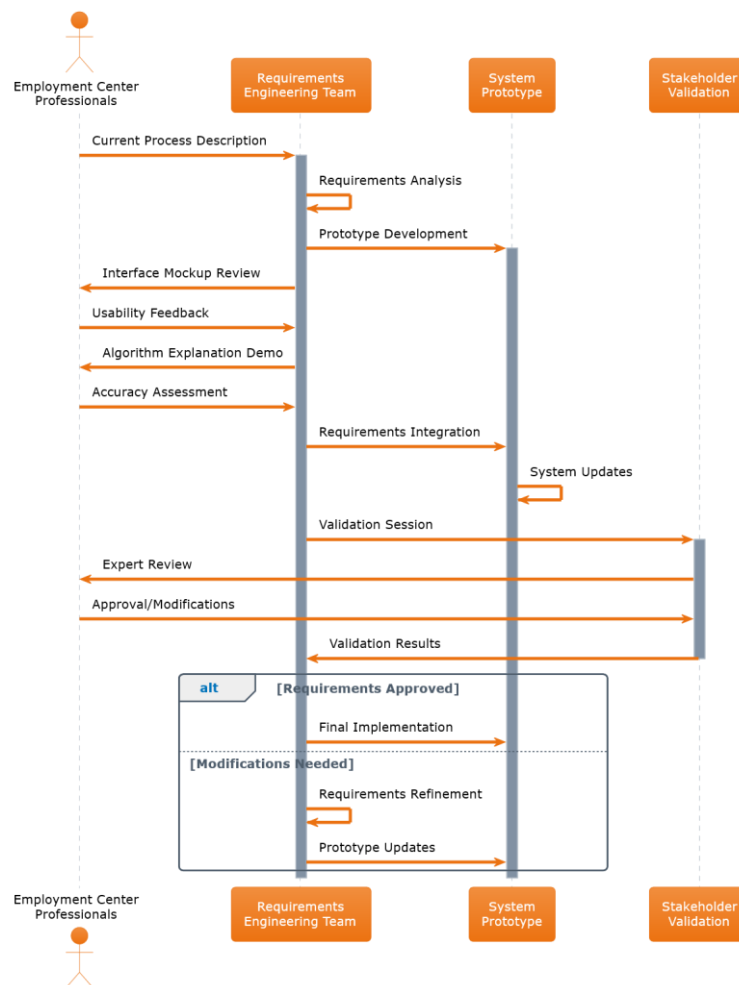 Employment Center
Professionals
Requirements
Engineering Team
System
Prototype
Stakeholder
Validation
Current Process Description
Requirements Analysis
Prototype Development
Interface Mockup Review
Usability Feedback
Algorithm Explanation Demo
Accuracy Assessment
Requirements Integration
System Updates
Validation Session
Expert Review
Approval/Modifications
Validation Results
alt
[Requirements Approved]
Final Implementation
[Modifications Needed]
Requirements Refinement
Prototype Updates
Employment Center
Professionals
Requirements
Engineering Team
System
Prototype
Stakeholder
Validation